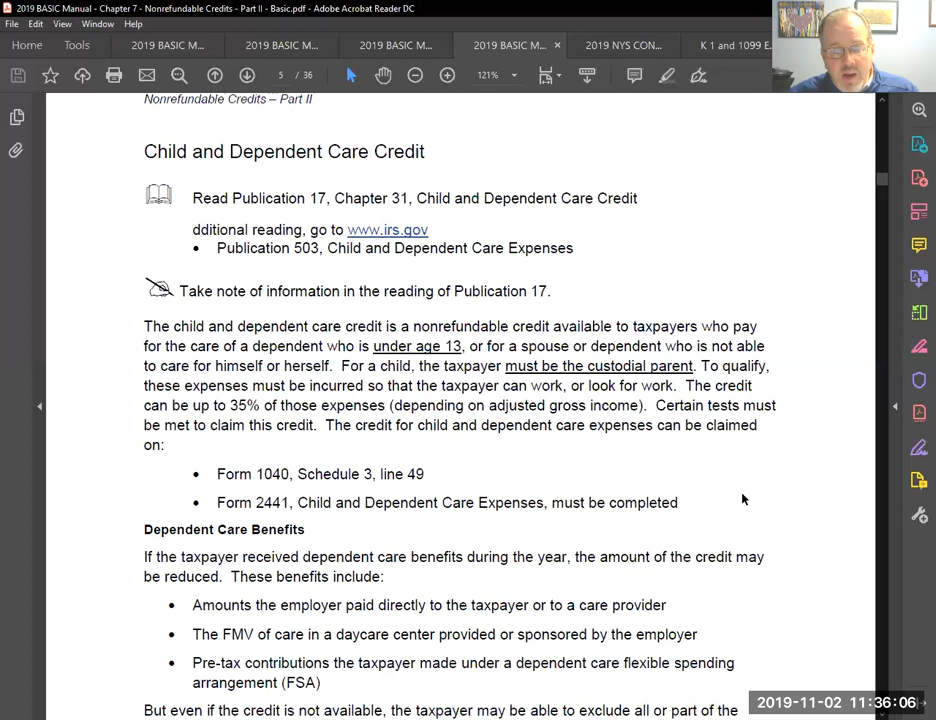 2019 BASIC Manual - Chapter 7 - Nonrefundable Credits - Part II - Basic.pdf - Adobe Acrobat Reader DC
File Edit View Window Help
Home Tools 2019 BASIC M... 2019 BASIC M... 2019 BASIC M... 2019 BASIC M... × 2019 NYS CON... K 1 and 1099 E.
5 / 36 121%
Nonrefundable Credits – Part II
Child and Dependent Care Credit
Read Publication 17, Chapter 31, Child and Dependent Care Credit
dditional reading, go to www.irs.gov
• Publication 503, Child and Dependent Care Expenses
Take note of information in the reading of Publication 17.
The child and dependent care credit is a nonrefundable credit available to taxpayers who pay
for the care of a dependent who is under age 13, or for a spouse or dependent who is not able
to care for himself or herself. For a child, the taxpayer must be the custodial parent. To qualify,
these expenses must be incurred so that the taxpayer can work, or look for work. The credit
can be up to 35% of those expenses (depending on adjusted gross income). Certain tests must
be met to claim this credit. The credit for child and dependent care expenses can be claimed
on:
• Form 1040, Schedule 3, line 49
• Form 2441, Child and Dependent Care Expenses, must be completed
Dependent Care Benefits
If the taxpayer received dependent care benefits during the year, the amount of the credit may
be reduced. These benefits include:
• Amounts the employer paid directly to the taxpayer or to a care provider
• The FMV of care in a daycare center provided or sponsored by the employer
• Pre-tax contributions the taxpayer made under a dependent care flexible spending
arrangement (FSA)
But even if the credit is not available, the taxpayer may be able to exclude all or part of the
2019-11-02 11:36:06